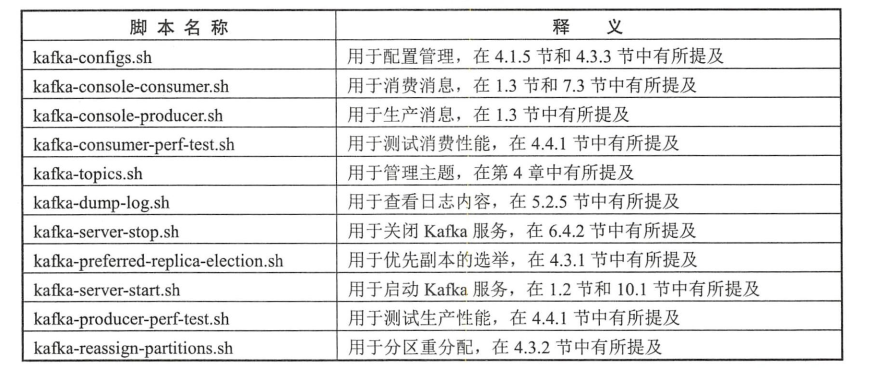 脚本名称 释义
kafka-configs.sh 用于配置管理，在 4.1.5 节和 4.3.3 节中有所提及
kafka-console-consumer.sh 用于消费消息，在 1.3 节和 7.3 节中有所提及
kafka-console-producer.sh 用于生产消息，在 1.3 节中有所提及
kafka-consumer-perf-test.sh 用于测试消费性能，在 4.4.1 节中有所提及
kafka-topics.sh 用于管理主题，在第 4 章中有所提及
kafka-dump-log.sh 用于查看日志内容，在 5.2.5 节中有所提及
kafka-server-stop.sh 用于关闭 Kafka 服务，在 6.4.2 节中有所提及
kafka-preferred-replica-election.sh 用于优先副本的选举，在 4.3.1 节中有所提及
kafka-server-start.sh 用于启动 Kafka 服务，在 1.2 节和 10.1 节中有所提及
kafka-producer-perf-test.sh 用于测试生产性能，在 4.4.1 节中有所提及
kafka-reassign-partitions.sh 用于分区重分配，在 4.3.2 节中有所提及